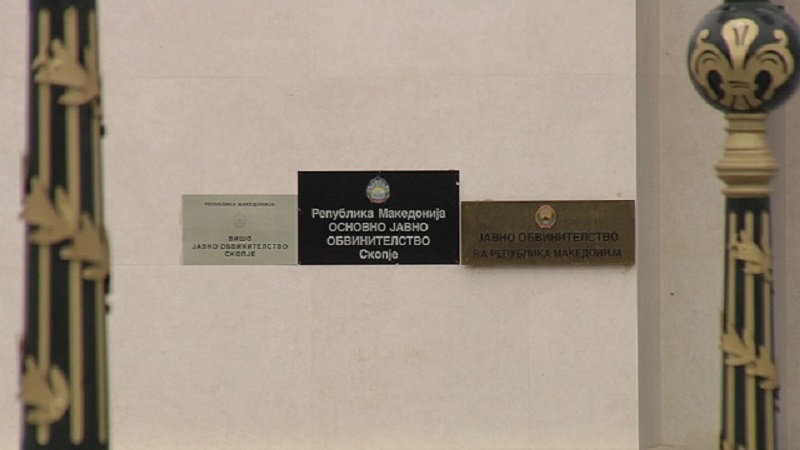 РЕПУБЛИКА МАКЕДОНИЈА
ВИШО
ЈАВНО ОБВИНИТЕЛСТВО
СКОПЈЕ
Република Македонија
ОСНОВНО ЈАВНО
ОБВИНИТЕЛСТВО
Скопје
ЈАВНО ОБВИНИТЕЛСТВО
НА РЕПУБЛИКА МАКЕДОНИЈА